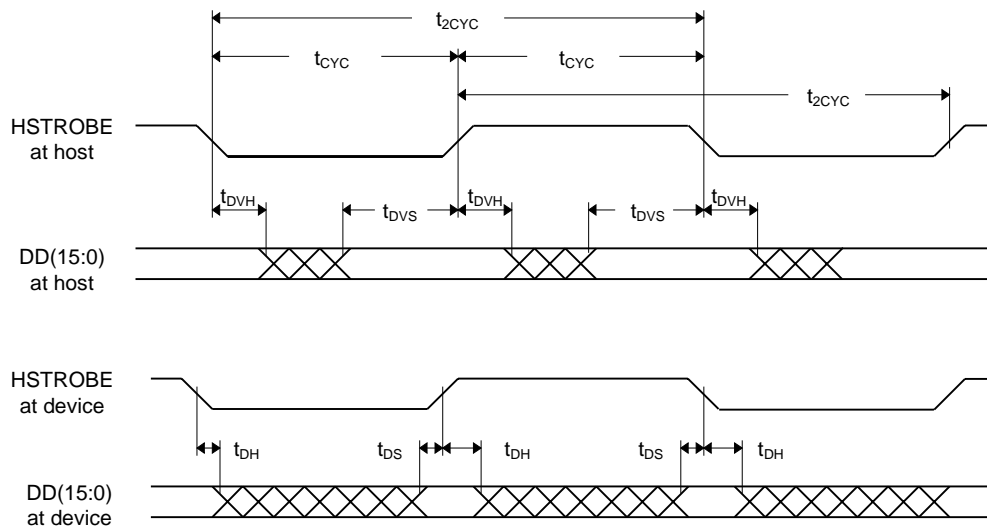 t2CYC
tCYC tCYC
t2CYC
HSTROBE
at host
tDVH tDVS tDVH tDVS tDVH
DD(15:0)
at host
HSTROBE
at device
tDH tDS tDH tDS tDH
DD(15:0)
at device